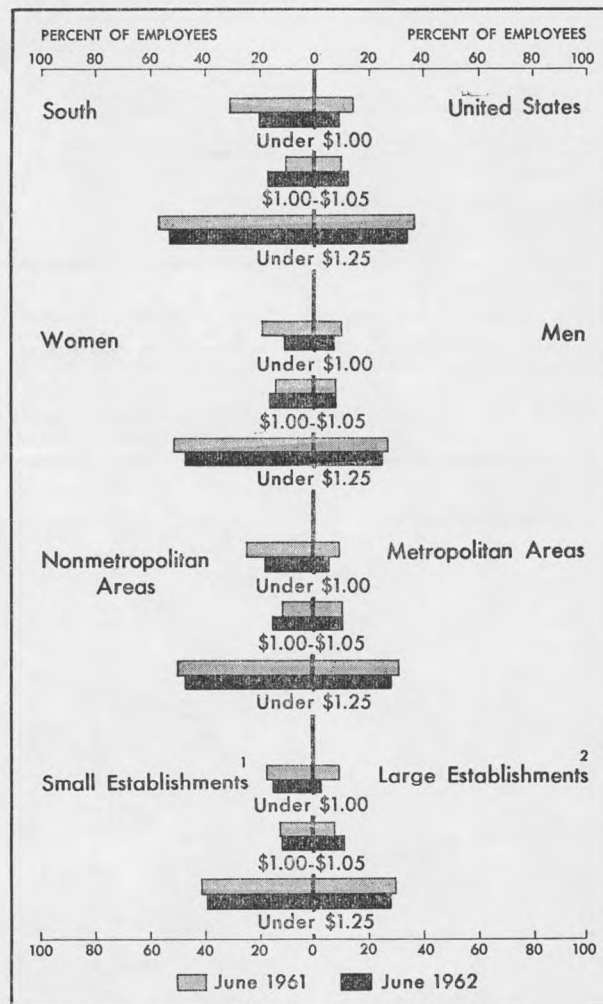 PERCENT OF EMPLOYEES PERCENT OF EMPLOYEES
100 80 60 40 20 0 20 40 60 80 100
South United States
Under $1.00
$1.00-$1.05
Under $1.25
Women Men
Under $1.00
$1.00-$1.05
Under $1.25
Nonmetropolitan Areas Metropolitan Areas
Under $1.00
$1.00-$1.05
Under $1.25
Small Establishments 1 Large Establishments 2
Under $1.00
$1.00-$1.05
Under $1.25
100 80 60 40 20 0 20 40 60 80 100
June 1961 June 1962